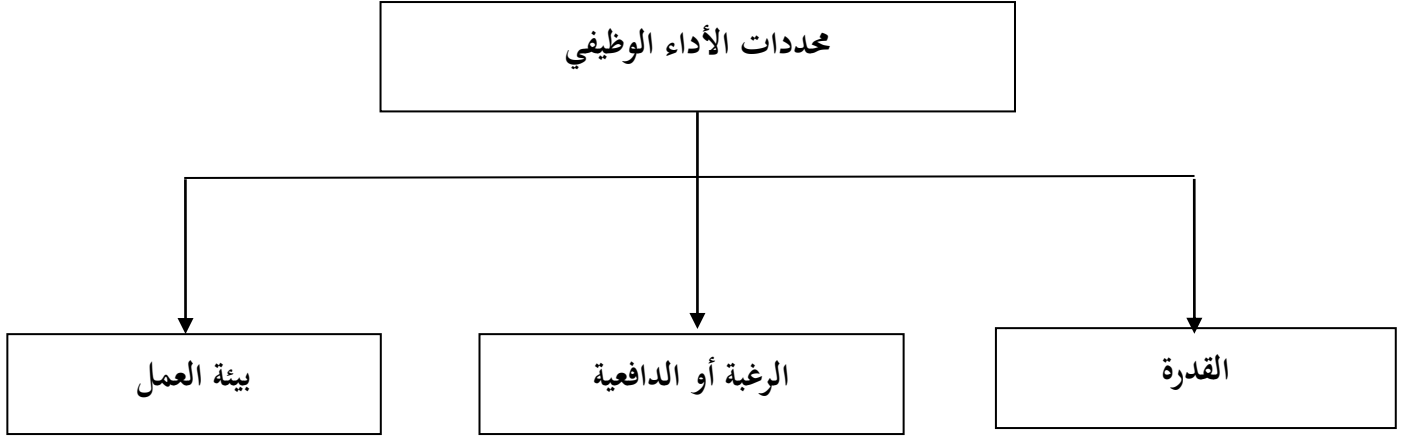 محددات الأداء الوظيفي
القدرة
الرغبة أو الدافعية
بيئة العمل